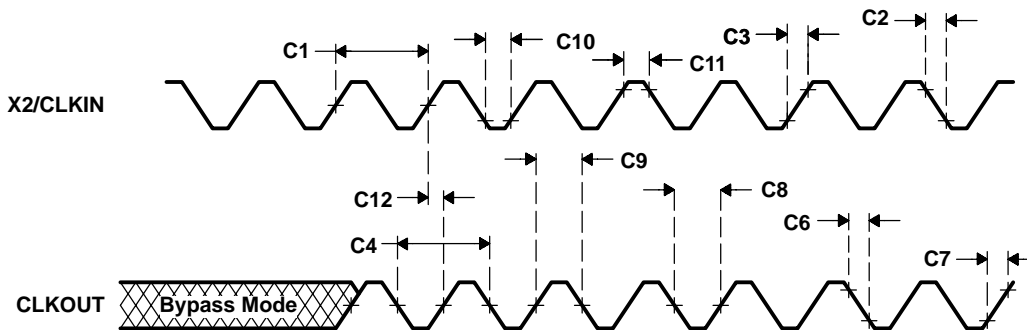 C1
C10
C11
C3
C2
X2/CLKIN
C9
C8
C12
C4
C6
C7
CLKOUT
Bypass Mode